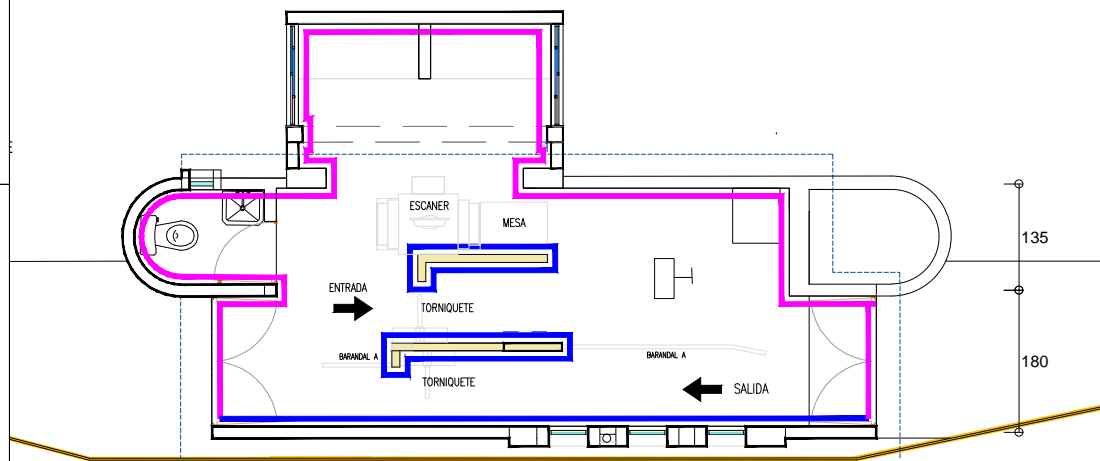 E
ESCANER
MESA
135
ENTRADA
TORNIQUETE
BARANDAL A
BARANDAL A
180
TORNIQUETE
SALIDA